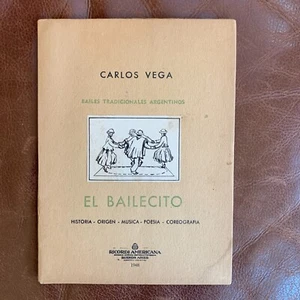 CARLOS VEGA
BAILES TRADICIONALES ARGENTINOS
EL BAILECITO
HISTORIA - ORIGEN - MUSICA - POESIA - COREOGRAFIA
RICORDI AMERICANA
BUENOS AIRES